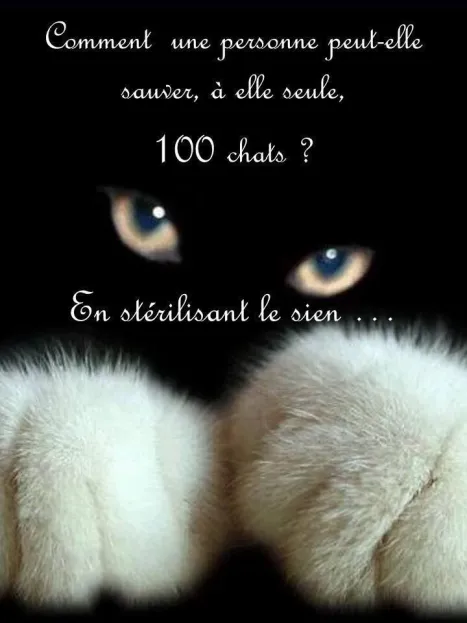 Comment une personne peut-elle
sauver, à elle seule,
100 chats ?
En stérilisant le sien ...